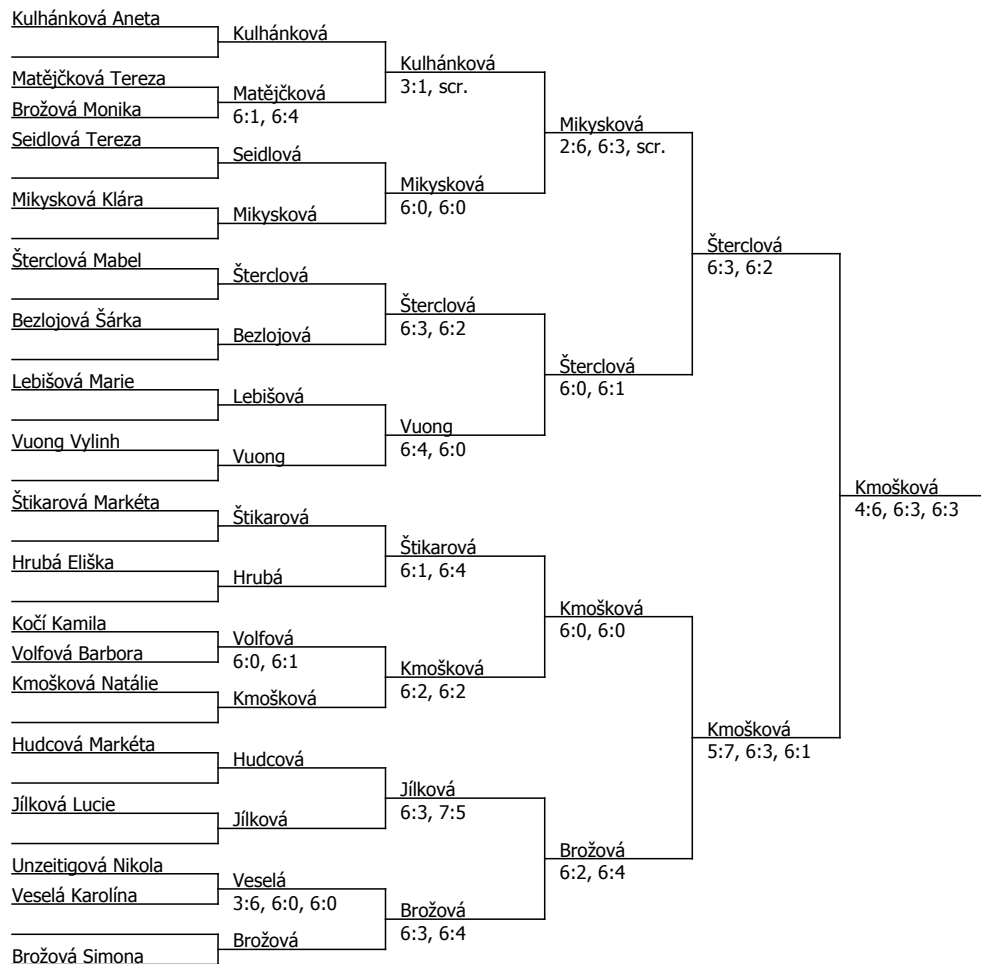 Kulhánková Aneta
Kulhánková
Kulhánková
3:1, scr.
Matějčková Tereza
Matějčková
6:1, 6:4
Brožová Monika
Mikysková
2:6, 6:3, scr.
Seidlová Tereza
Seidlová
Mikysková
6:0, 6:0
Mikysková Klára
Mikysková
Šterclová
6:3, 6:2
Šterclová Mabel
Šterclová
Šterclová
6:3, 6:2
Bezlojová Šárka
Bezlojová
Šterclová
6:0, 6:1
Lebišová Marie
Lebišová
Vuong
6:4, 6:0
Vuong Vylinh
Vuong
Kmošková
4:6, 6:3, 6:3
Štikarová Markéta
Štikarová
Štikarová
6:1, 6:4
Hrubá Eliška
Hrubá
Kmošková
6:0, 6:0
Kočí Kamila
Volfová
6:0, 6:1
Volfová Barbora
Kmošková
6:2, 6:2
Kmošková Natálie
Kmošková
Kmošková
5:7, 6:3, 6:1
Hudcová Markéta
Hudcová
Jílková
6:3, 7:5
Jílková Lucie
Jílková
Brožová
6:2, 6:4
Unzeitigová Nikola
Veselá
3:6, 6:0, 6:0
Veselá Karolína
Brožová
6:3, 6:4
Brožová
Brožová Simona